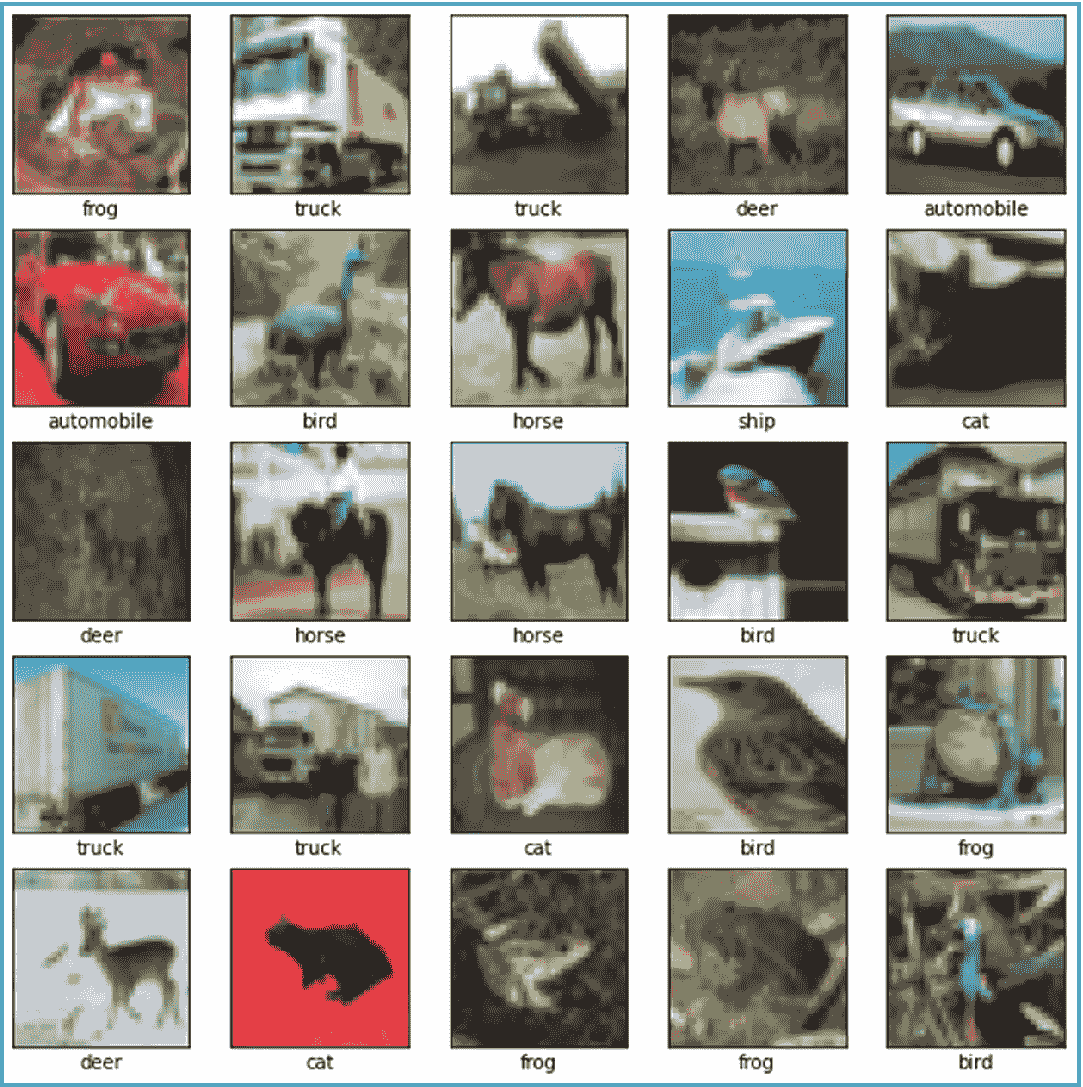 frog truck truck deer automobile
automobile bird horse ship cat
deer horse horse bird truck
truck truck cat bird frog
deer cat frog frog bird